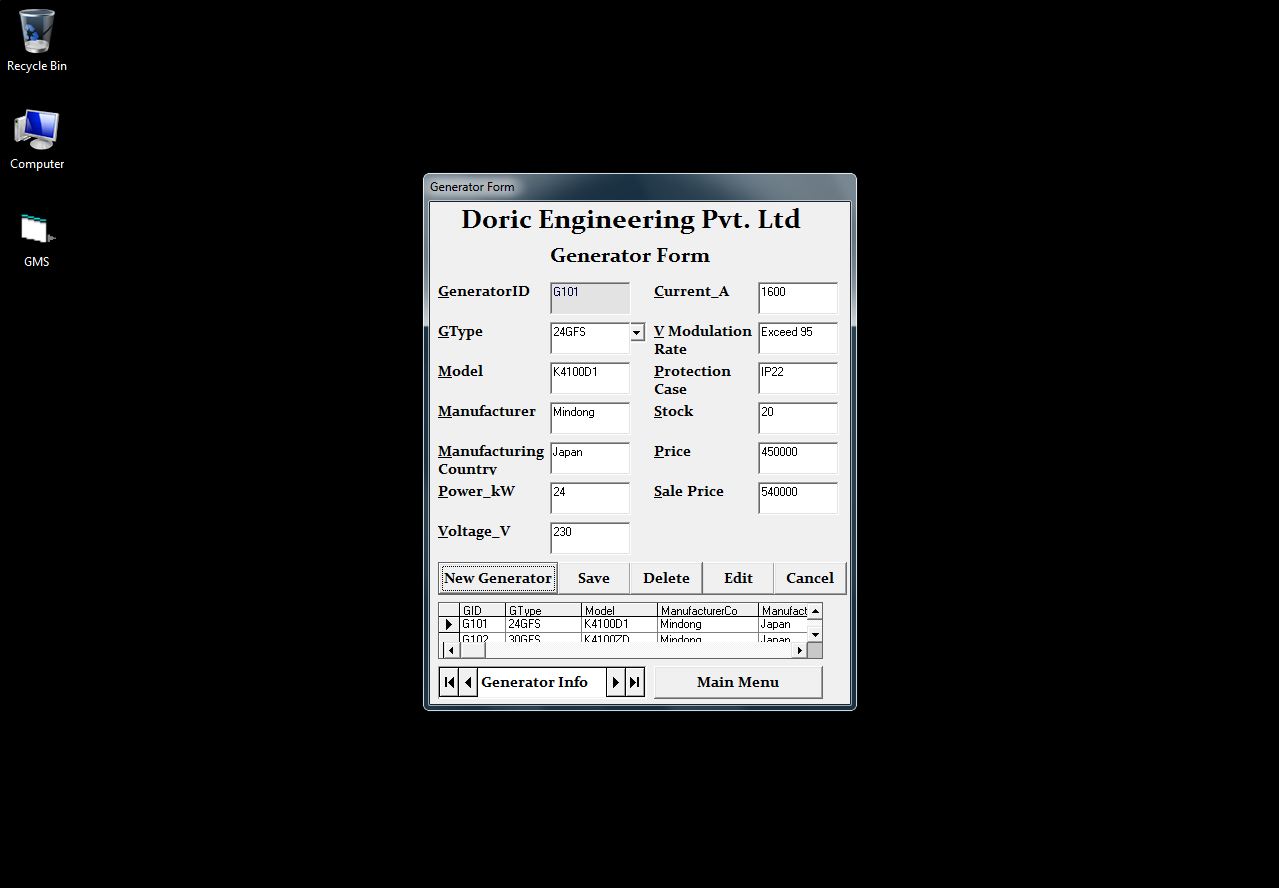 Recycle Bin
Computer
GMS
Generator Form
Doric Engineering Pvt. Ltd
Generator Form
GeneratorID G101 Current_A 1600
GType 24GFS V Modulation Rate Exceed 95
Model K4100D1 Protection Case IP22
Manufacturer Mindong Stock 20
Manufacturing Country Japan Price 450000
Power_kW 24 Sale Price 540000
Voltage_V 230
New Generator Save Delete Edit Cancel
GID GType Model ManufacturerCo Manufact
G101 24GFS K4100D1 Mindong Japan
G102 30GFS K4100ZD Mindong Japan
Generator Info Main Menu